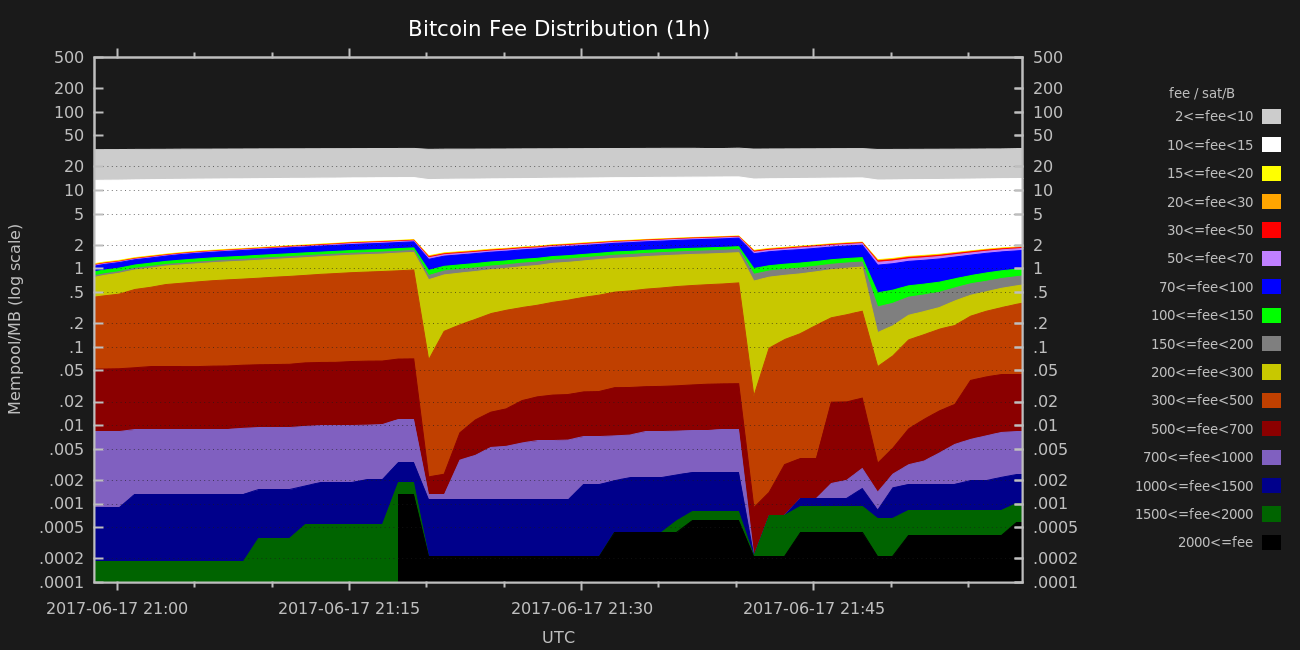 Bitcoin Fee Distribution (1h)
Mempool/MB (log scale)
500 500
200 200
100 100
50 50
20 20
10 10
5 5
2 2
1 1
.5 .5
.2 .2
.1 .1
.05 .05
.02 .02
.01 .01
.005 .005
.002 .002
.001 .001
.0005 .0005
.0002 .0002
.0001 .0001
2017-06-17 21:00 2017-06-17 21:15 2017-06-17 21:30 2017-06-17 21:45
UTC
fee / sat/B
2<=fee<10
10<=fee<15
15<=fee<20
20<=fee<30
30<=fee<50
50<=fee<70
70<=fee<100
100<=fee<150
150<=fee<200
200<=fee<300
300<=fee<500
500<=fee<700
700<=fee<1000
1000<=fee<1500
1500<=fee<2000
2000<=fee